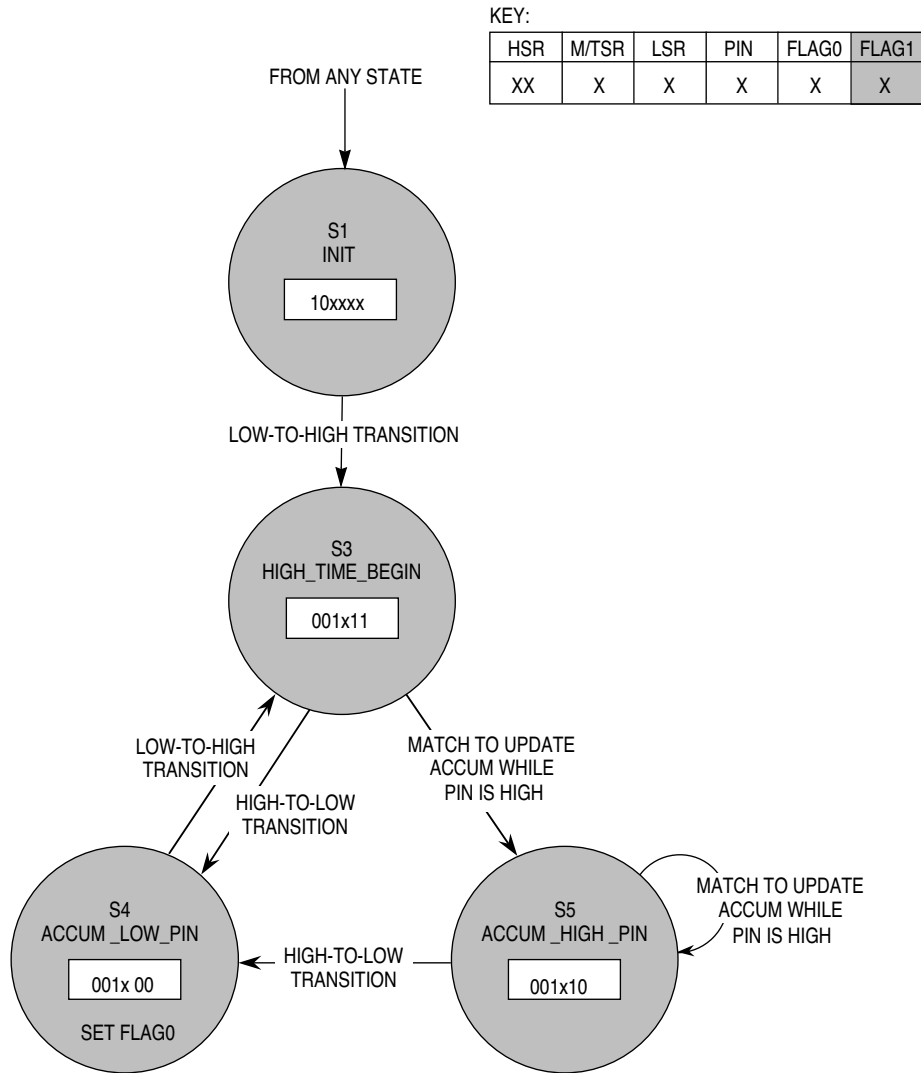 KEY:
HSR M/TSR LSR PIN FLAG0 FLAG1
XX X X X X X
FROM ANY STATE
S1
INIT
10xxxx
LOW-TO-HIGH TRANSITION
S3
HIGH_TIME_BEGIN
001x11
LOW-TO-HIGH
TRANSITION
HIGH-TO-LOW
TRANSITION
MATCH TO UPDATE
ACCUM WHILE
PIN IS HIGH
S4
ACCUM _LOW_PIN
001x 00
SET FLAG0
HIGH-TO-LOW
TRANSITION
S5
ACCUM _HIGH _PIN
001x10
MATCH TO UPDATE
ACCUM WHILE
PIN IS HIGH